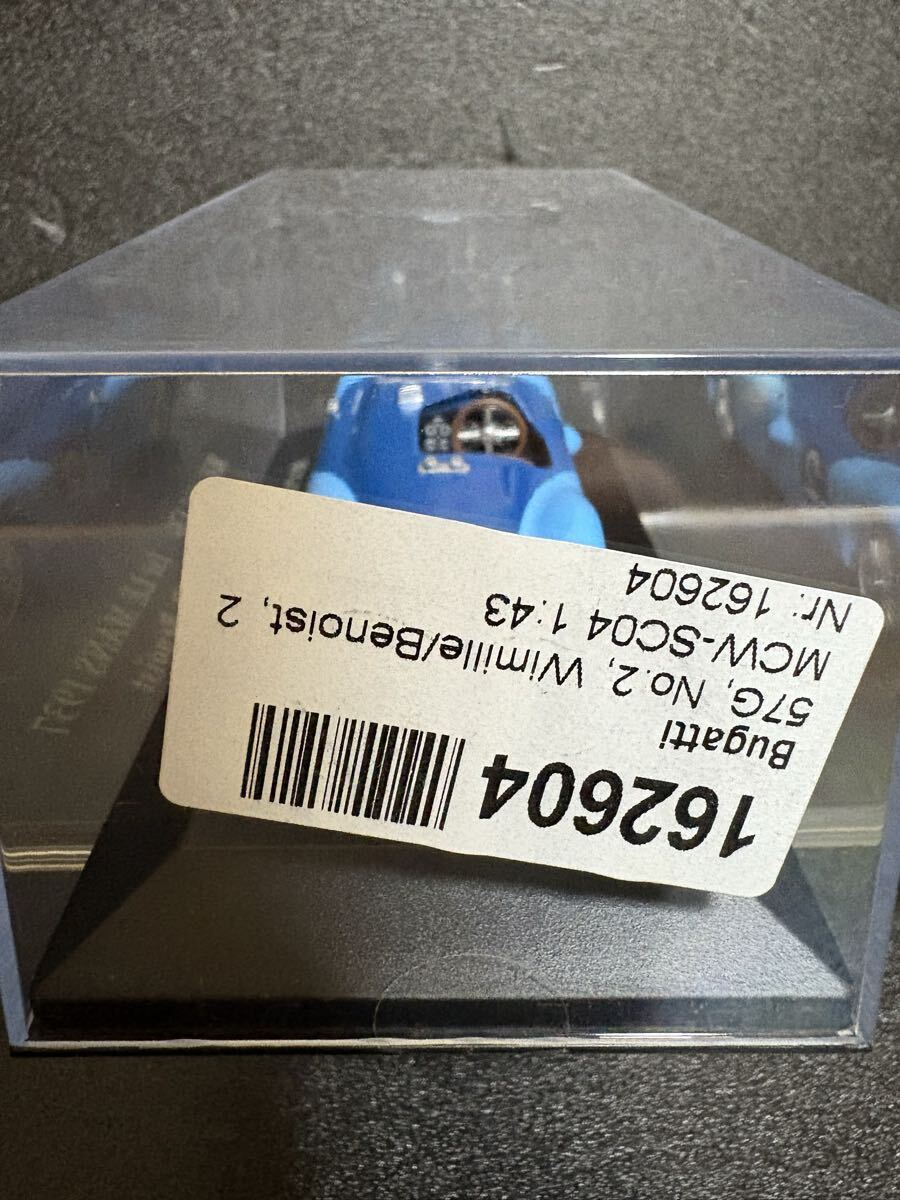 162604
Bugatti
57G, No.2, Wimille/Benoist, 2
MCW-SC04 1:43
Nr: 162604